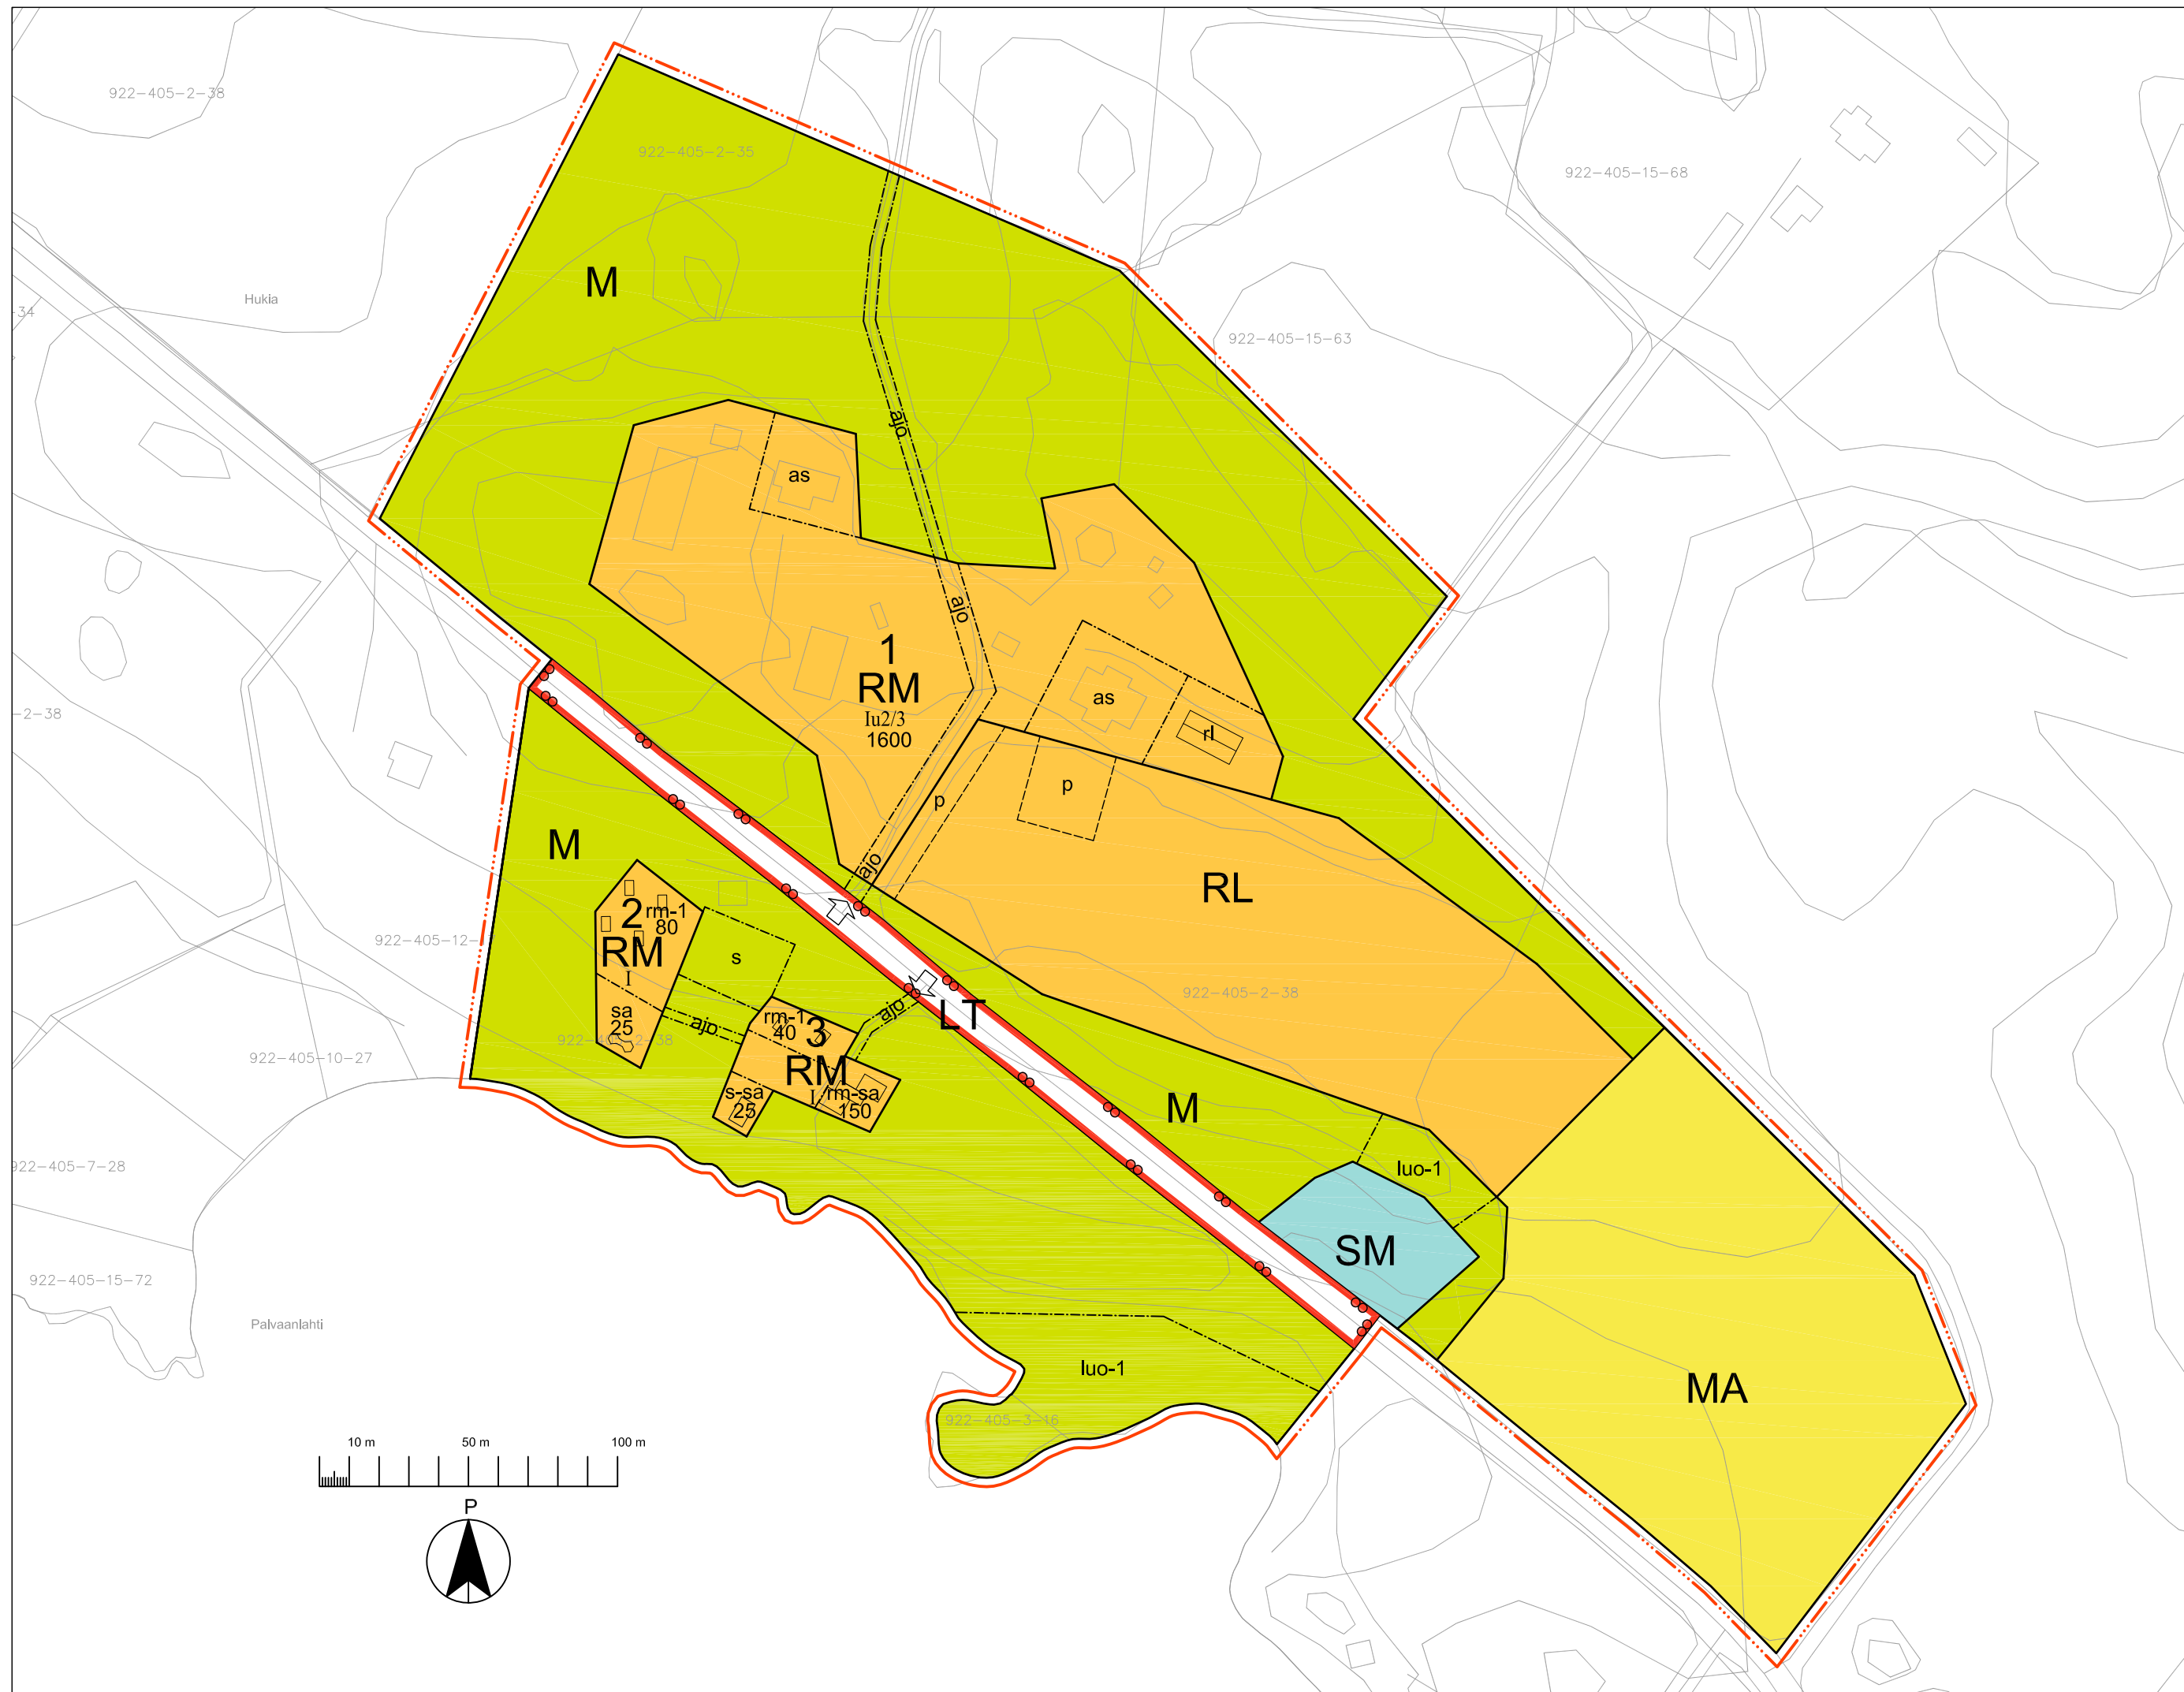 922-405-2-38
922-405-2-35
922-405-15-68
M
Hukia
-34
922-405-15-63
ajo
as
ajo
1
RM
Iu2/3
1600
as
rl
-2-38
p
p
M
ajo
RL
2
rm-1
80
RM
I
922-405-12-
s
922-405-2-38
sa
25
ajo
rm-1
40
3
ajo
LT
922-405-2-38
922-405-10-27
RM
I
s-sa
25
rm-sa
150
M
luo-1
922-405-7-28
SM
922-405-15-72
Palvaanlahti
luo-1
MA
922-405-3-16
10 m
50 m
100 m
P